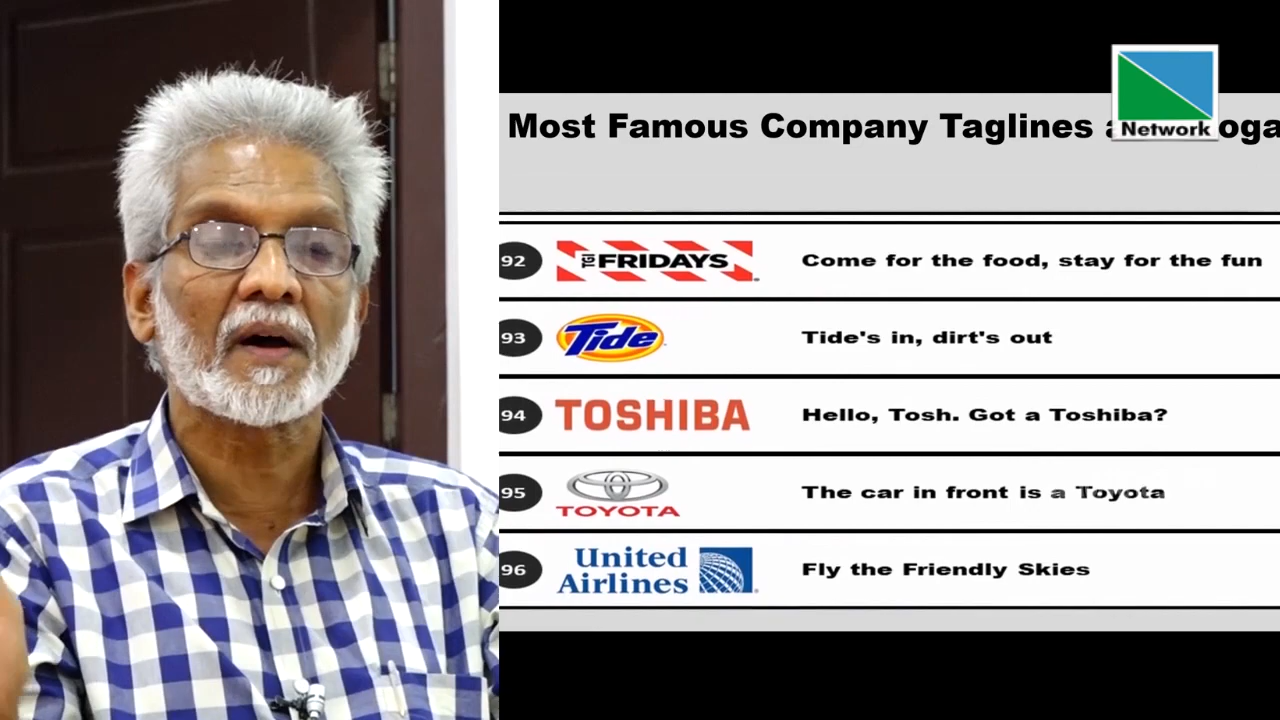 Network
Most Famous Company Taglines
92 TGI FRIDAYS Come for the food, stay for the fun
93 Tide Tide's in, dirt's out
94 TOSHIBA Hello, Tosh. Got a Toshiba?
95 TOYOTA The car in front is a Toyota
96 United Airlines Fly the Friendly Skies